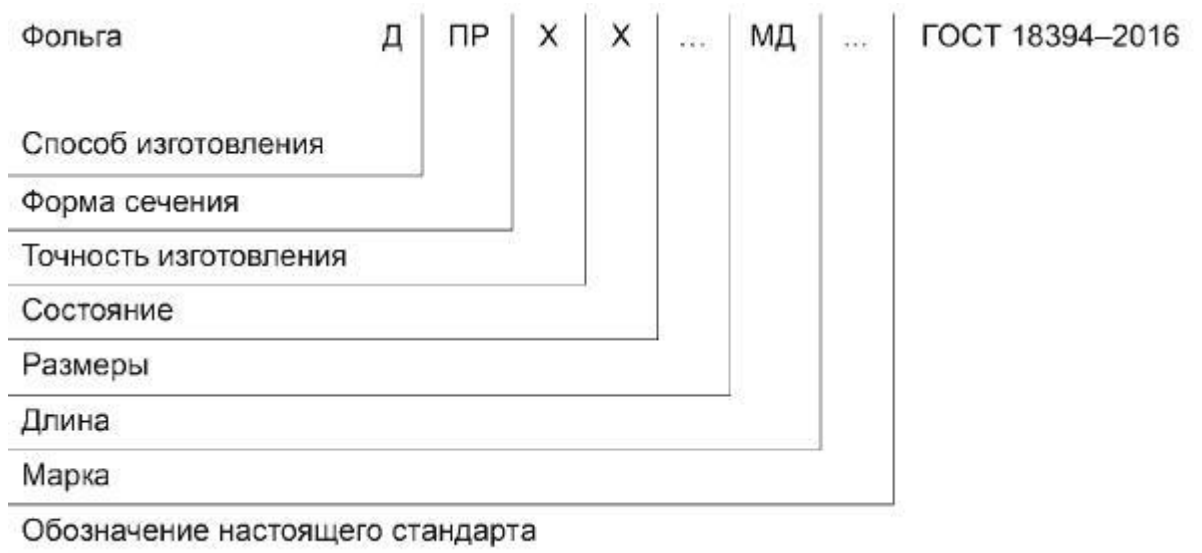 Фольга Д ПР Х Х ... МД ... ГОСТ 18394–2016
Способ изготовления
Форма сечения
Точность изготовления
Состояние
Размеры
Длина
Марка
Обозначение настоящего стандарта